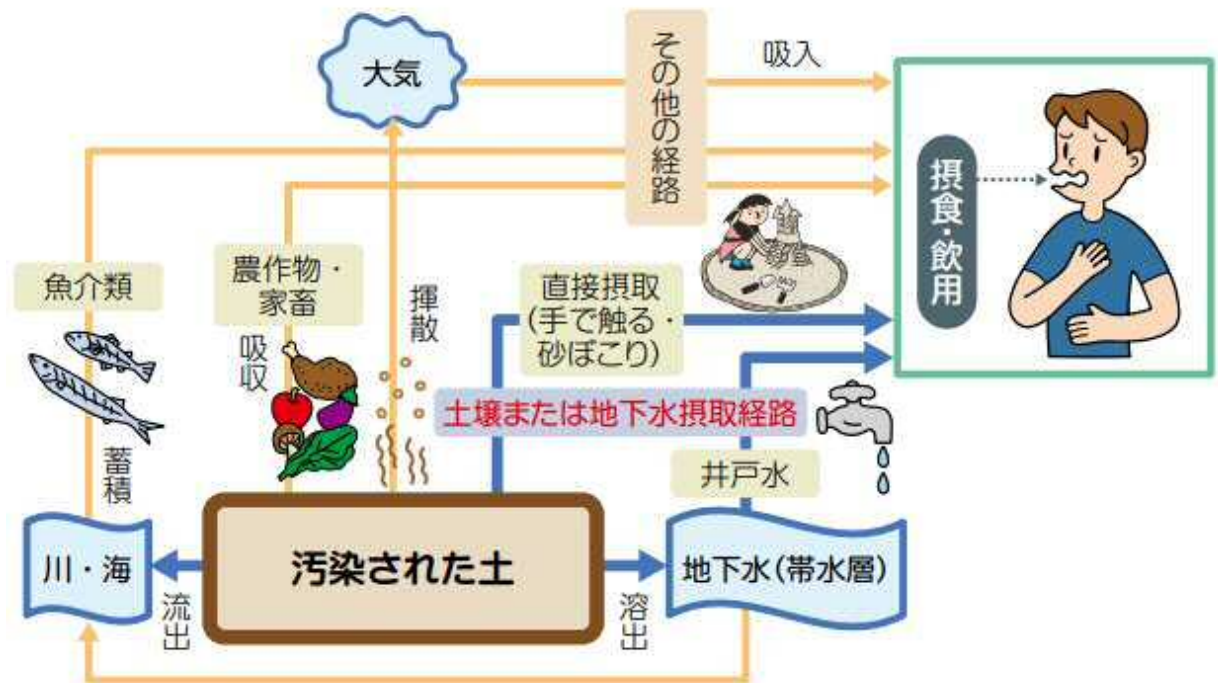 大気
その他の経路
吸入
摂食・飲用
魚介類
農作物・
家畜
揮散
直接摂取
(手で触る・
砂ぼこり)
吸収
土壌または地下水摂取経路
蓄積
井戸水
川・海
汚染された土
地下水(帯水層)
流出
溶出